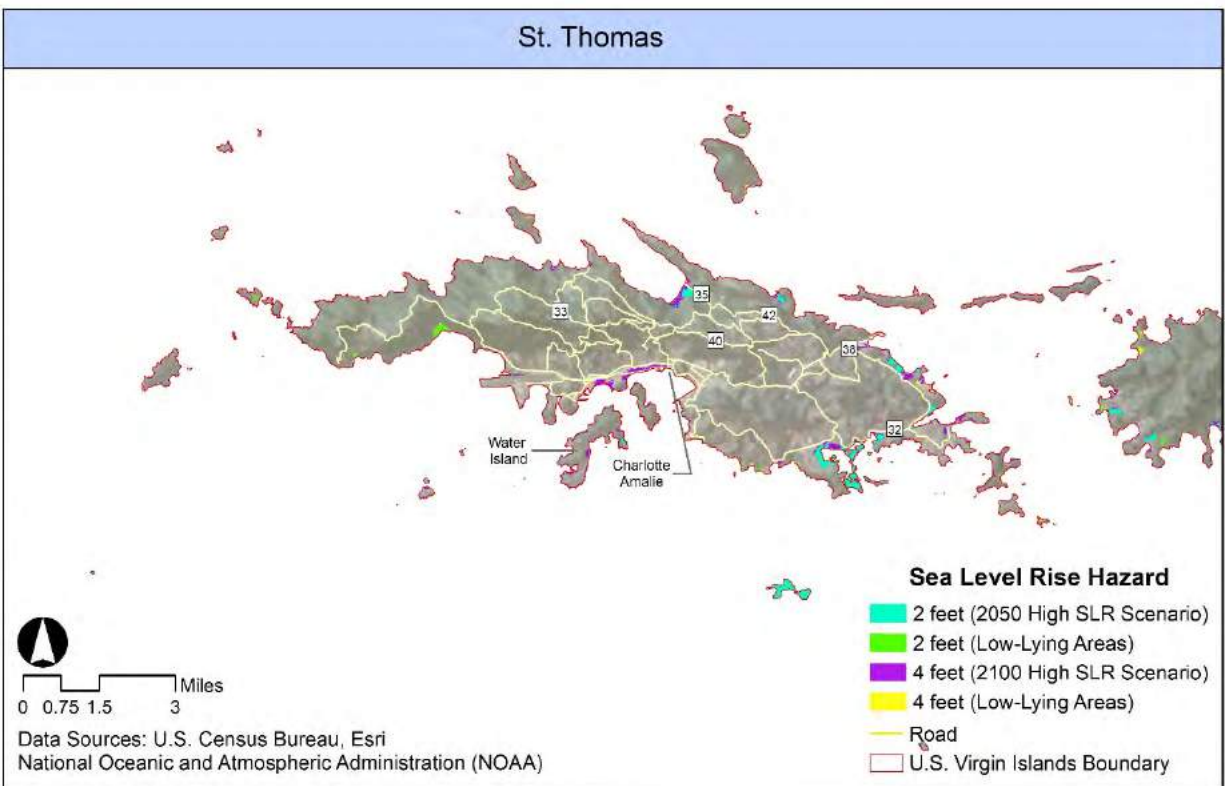 St. Thomas
35
33
42
40
38
32
Water
Island
Charlotte
Amalie
Sea Level Rise Hazard
2 feet (2050 High SLR Scenario)
2 feet (Low-Lying Areas)
4 feet (2100 High SLR Scenario)
4 feet (Low-Lying Areas)
Road
U.S. Virgin Islands Boundary
Miles
0 0.75 1.5 3
Data Sources: U.S. Census Bureau, Esri
National Oceanic and Atmospheric Administration (NOAA)